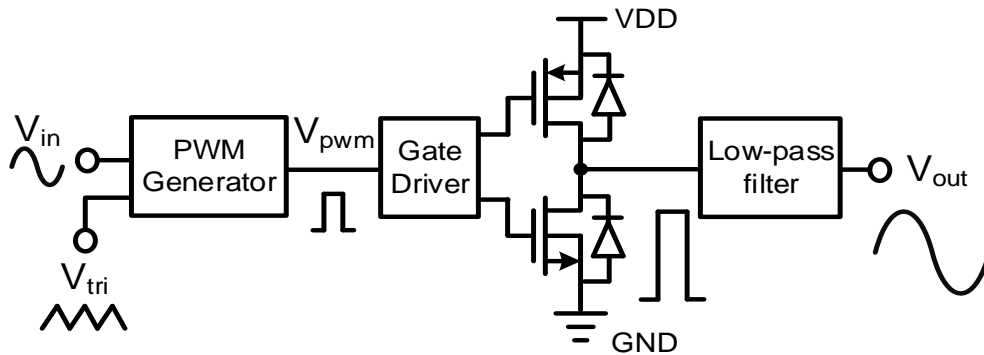 VDD
V_in
PWM
Generator
V_pwm
Gate
Driver
Low-pass
filter
V_out
V_tri
GND